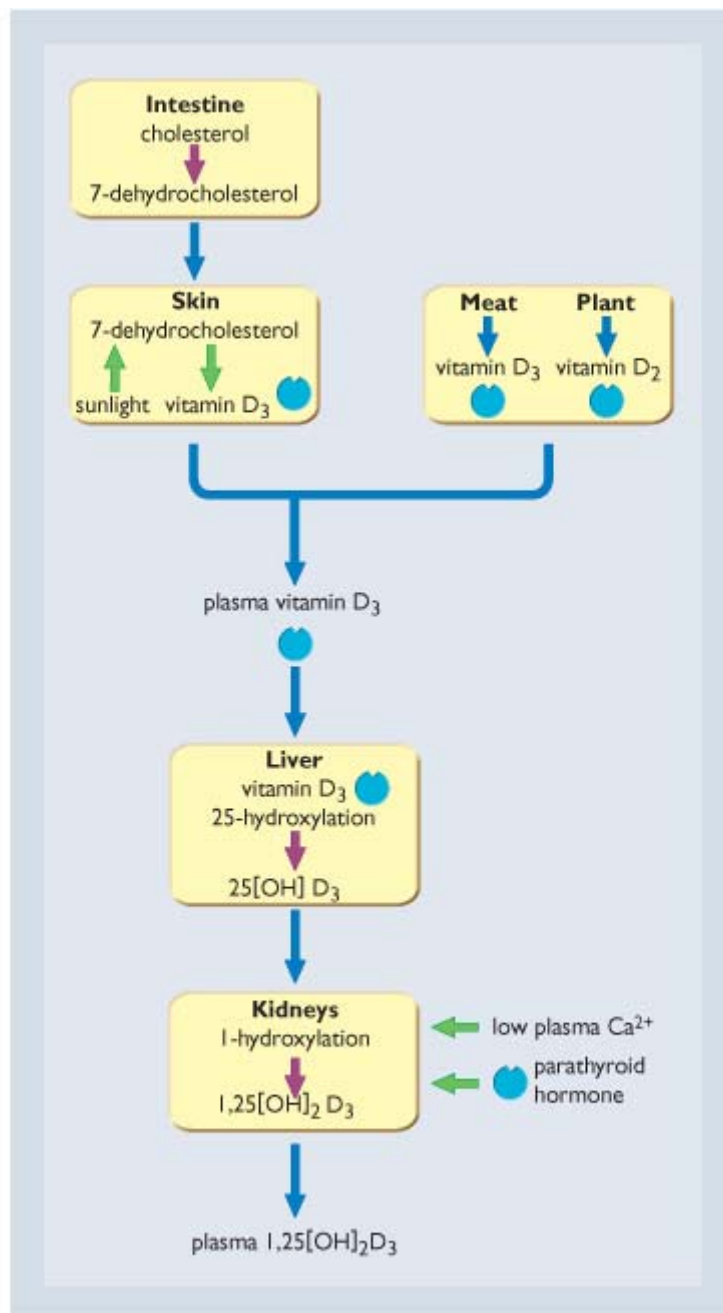 Intestine
cholesterol
7-dehydrocholesterol
Skin
7-dehydrocholesterol
sunlight vitamin D₃
Meat Plant
vitamin D₃ vitamin D₂
plasma vitamin D₃
Liver
vitamin D₃
25-hydroxylation
25[OH] D₃
Kidneys
1-hydroxylation
1,25[OH]₂ D₃
low plasma Ca²⁺
parathyroid
hormone
plasma 1,25[OH]₂D₃